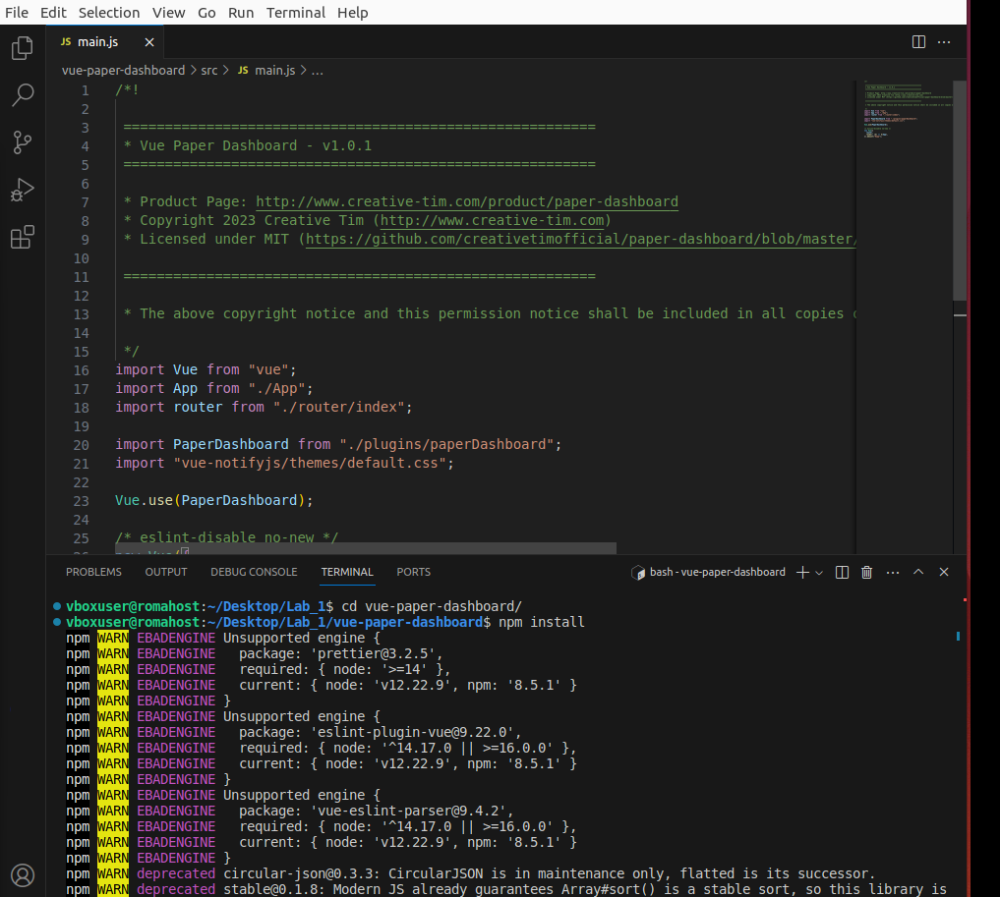 File Edit Selection View Go Run Terminal Help
JS main.js
vue-paper-dashboard > src > JS main.js > ...
1 /*!
2
3 =========================================================
4 * Vue Paper Dashboard - v1.0.1
5 =========================================================
6
7 * Product Page: http://www.creative-tim.com/product/paper-dashboard
8 * Copyright 2023 Creative Tim (http://www.creative-tim.com)
9 * Licensed under MIT (https://github.com/creativetimofficial/paper-dashboard/blob/master/
10
11 =========================================================
12
13 * The above copyright notice and this permission notice shall be included in all copies
14
15 */
16 import Vue from "vue";
17 import App from "./App";
18 import router from "./router/index";
19
20 import PaperDashboard from "./plugins/paperDashboard";
21 import "vue-notifyjs/themes/default.css";
22
23 Vue.use(PaperDashboard);
24
25 /* eslint-disable no-new */
PROBLEMS OUTPUT DEBUG CONSOLE TERMINAL PORTS bash - vue-paper-dashboard
vboxuser@romahost:~/Desktop/Lab_1$ cd vue-paper-dashboard/
vboxuser@romahost:~/Desktop/Lab_1/vue-paper-dashboard$ npm install
npm WARN EBADENGINE Unsupported engine {
npm WARN EBADENGINE   package: 'prettier@3.2.5',
npm WARN EBADENGINE   required: { node: '>=14' },
npm WARN EBADENGINE   current: { node: 'v12.22.9', npm: '8.5.1' }
npm WARN EBADENGINE }
npm WARN EBADENGINE Unsupported engine {
npm WARN EBADENGINE   package: 'eslint-plugin-vue@9.22.0',
npm WARN EBADENGINE   required: { node: '^14.17.0 || >=16.0.0' },
npm WARN EBADENGINE   current: { node: 'v12.22.9', npm: '8.5.1' }
npm WARN EBADENGINE }
npm WARN EBADENGINE Unsupported engine {
npm WARN EBADENGINE   package: 'vue-eslint-parser@9.4.2',
npm WARN EBADENGINE   required: { node: '^14.17.0 || >=16.0.0' },
npm WARN EBADENGINE   current: { node: 'v12.22.9', npm: '8.5.1' }
npm WARN EBADENGINE }
npm WARN deprecated circular-json@0.3.3: CircularJSON is in maintenance only, flatted is its successor.
npm WARN deprecated stable@0.1.8: Modern JS already guarantees Array#sort() is a stable sort, so this library is